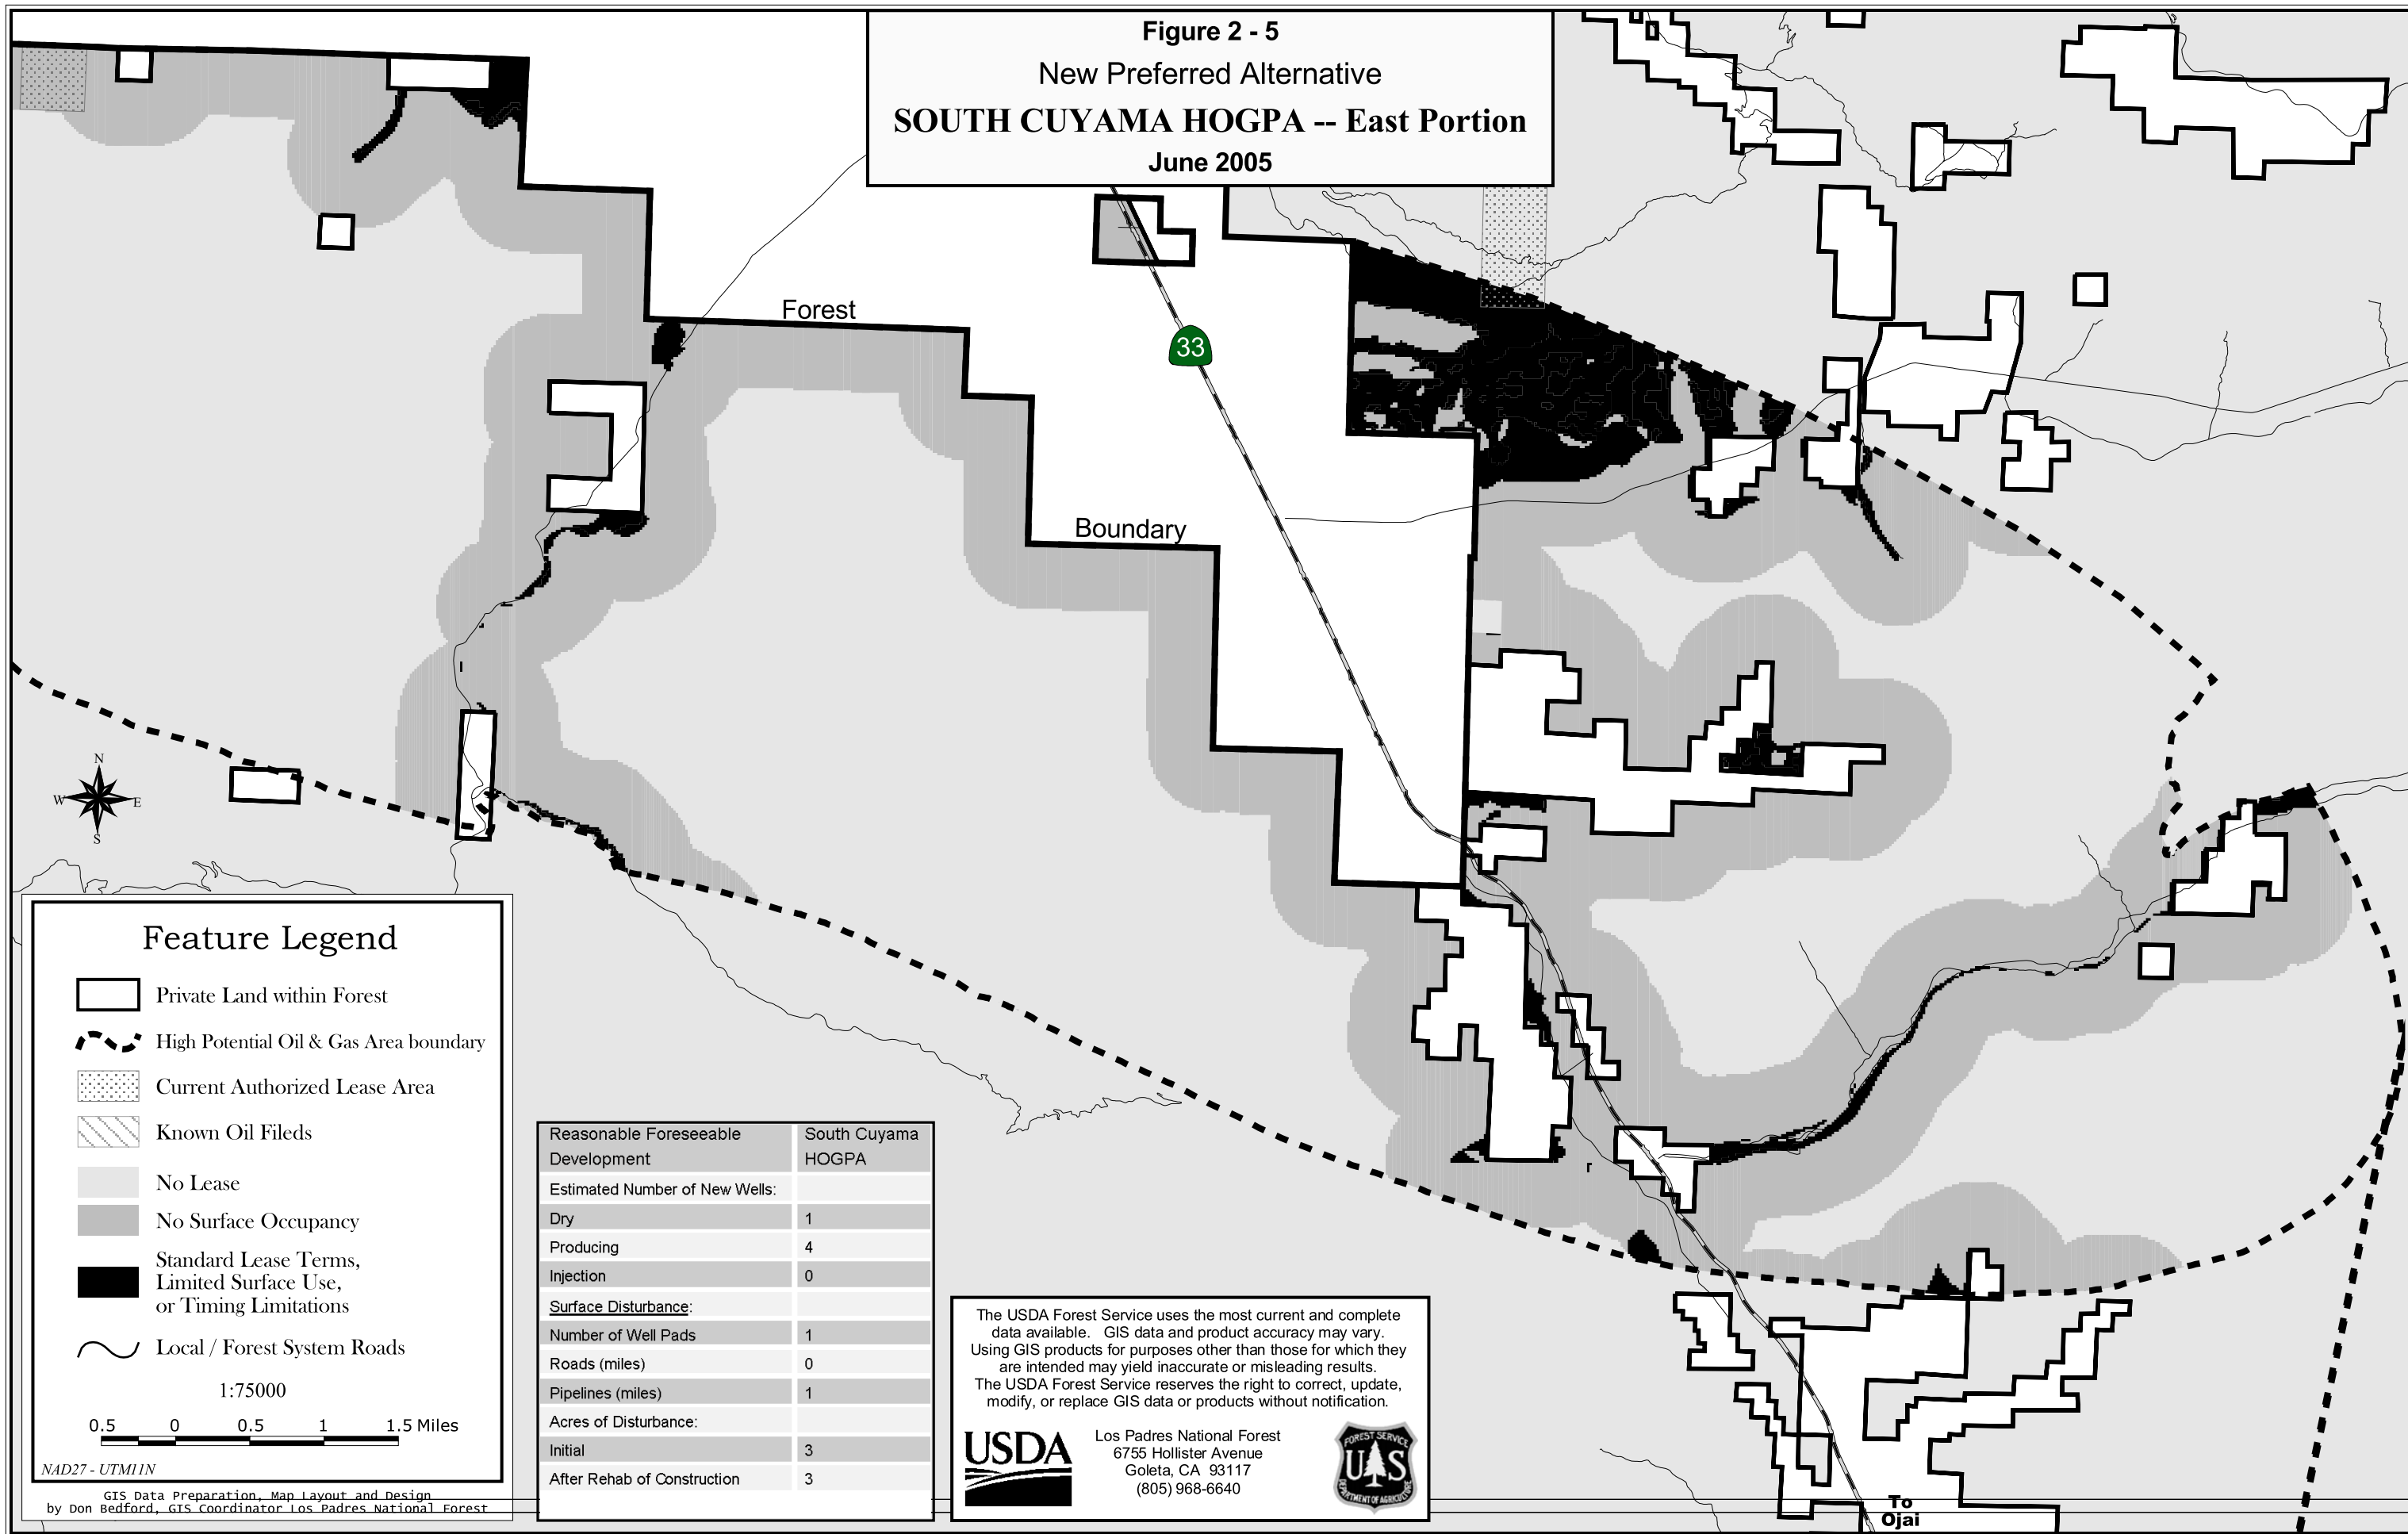 Figure 2 - 5
New Preferred Alternative
SOUTH CUYAMA HOGPA -- East Portion
June 2005
Forest
33
Boundary
N
W
E
S
Feature Legend
Private Land within Forest
High Potential Oil & Gas Area boundary
Current Authorized Lease Area
Known Oil Fileds
No Lease
No Surface Occupancy
Standard Lease Terms,
Limited Surface Use,
or Timing Limitations
Local / Forest System Roads
1:75000
0.5 0 0.5 1 1.5 Miles
NAD27 - UTM11N
GIS Data Preparation, Map Layout and Design
by Don Bedford, GIS Coordinator Los Padres National Forest
Reasonable Foreseeable Development South Cuyama HOGPA
Estimated Number of New Wells:
Dry 1
Producing 4
Injection 0
Surface Disturbance:
Number of Well Pads 1
Roads (miles) 0
Pipelines (miles) 1
Acres of Disturbance:
Initial 3
After Rehab of Construction 3
The USDA Forest Service uses the most current and complete
data available. GIS data and product accuracy may vary.
Using GIS products for purposes other than those for which they
are intended may yield inaccurate or misleading results.
The USDA Forest Service reserves the right to correct, update,
modify, or replace GIS data or products without notification.
USDA
Los Padres National Forest
6755 Hollister Avenue
Goleta, CA 93117
(805) 968-6640
FOREST SERVICE
U S
DEPARTMENT OF AGRICULTURE
To
Ojai